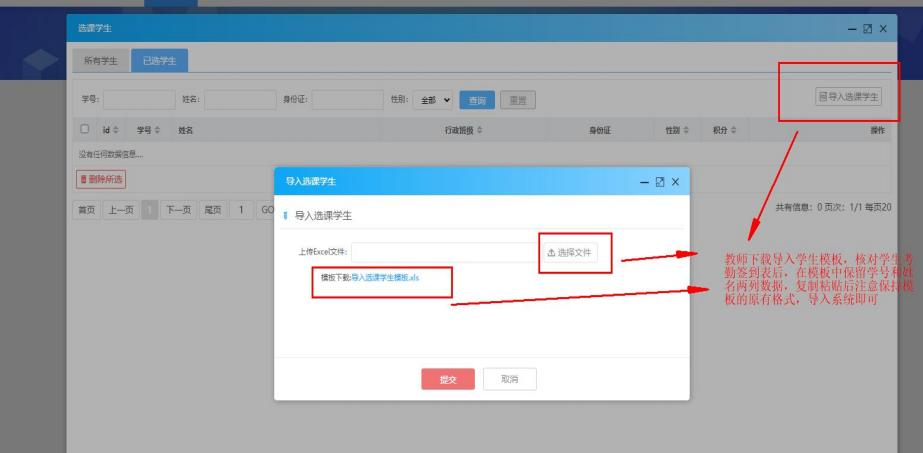 选课学生
所有学生 已选学生
学号: 姓名: 身份证: 性别: 全部 查询 重置 导入选课学生
id 学号 姓名 行政班级 身份证 性别 积分 操作
没有任何数据信息....
删除所选
首页 上一页 1 下一页 尾页 1 GO 共有信息: 0 页次: 1/1 每页20
导入选课学生
导入选课学生
上传Excel文件: 选择文件
模板下载:导入选课学生模板.xls
提交 取消
教师下载导入学生模板，核对学生考
勤签到表后，在模板中保留学号和姓
名两列数据，复制粘贴后注意保持模
板的原有格式，导入系统即可